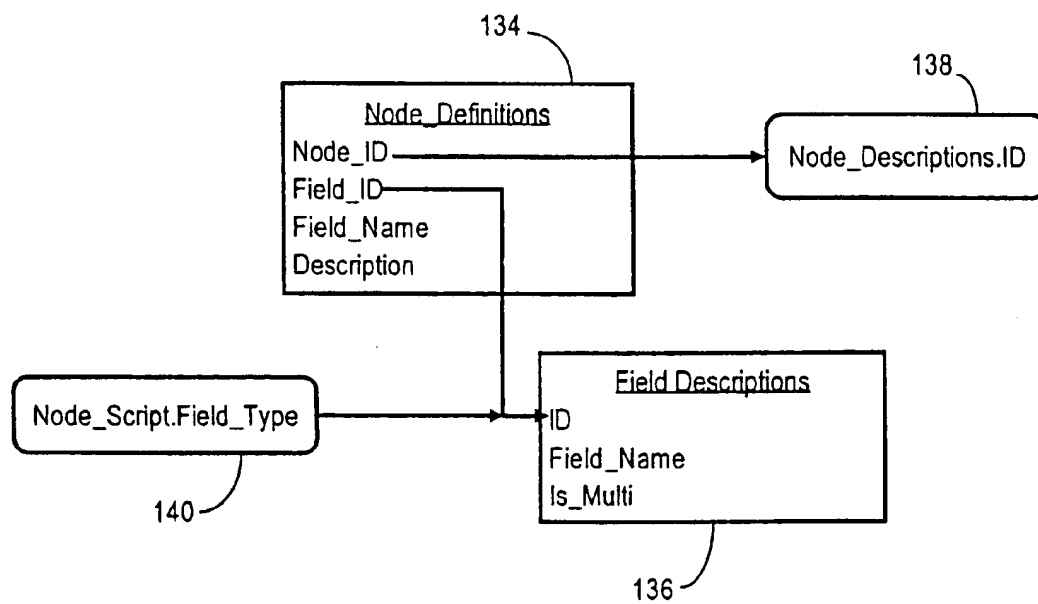 134
138
Node_Definitions
Node_ID
Field_ID
Field_Name
Description
Node_Descriptions.ID
Node_Script.Field_Type
140
Field Descriptions
ID
Field_Name
Is_Multi
136